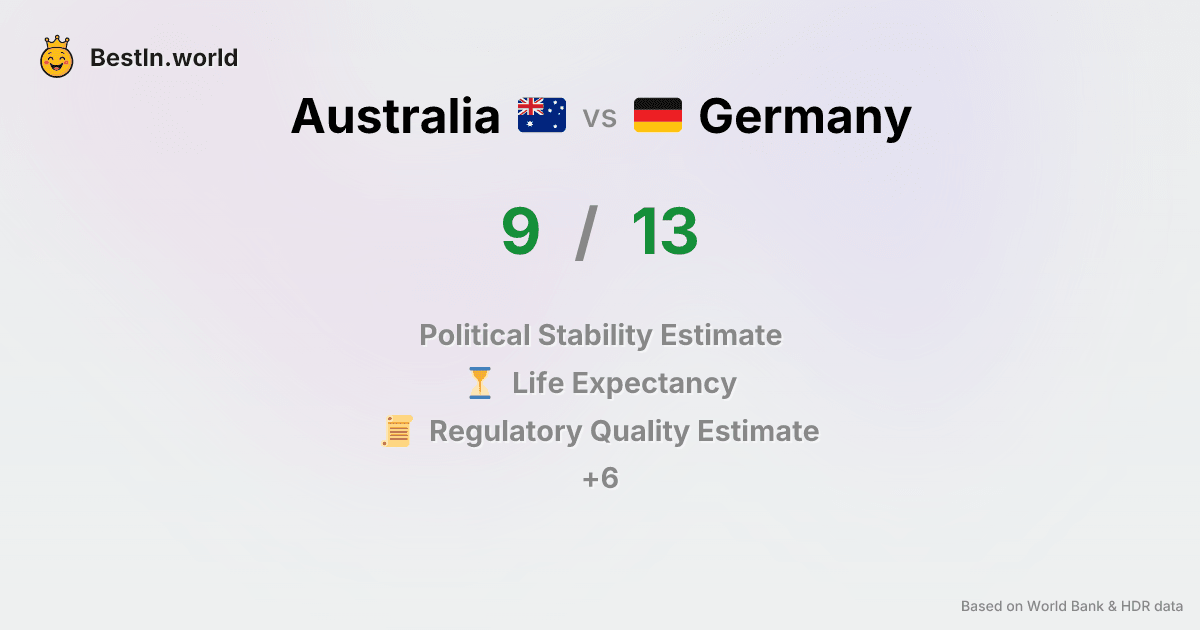 BestIn.world
Australia vs Germany
9 / 13
Political Stability Estimate
Life Expectancy
Regulatory Quality Estimate
+6
Based on World Bank & HDR data